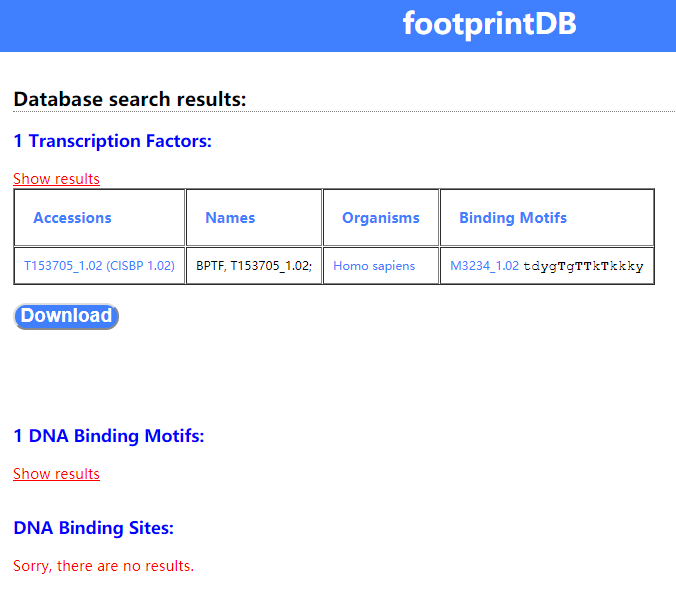 footprintDB
Database search results:
1 Transcription Factors:
Show results
Accessions Names Organisms Binding Motifs
T153705_1.02 (CISBP 1.02) BPTF, T153705_1.02; Homo sapiens M3234_1.02 tdygTgTTkTkkky
Download
1 DNA Binding Motifs:
Show results
DNA Binding Sites:
Sorry, there are no results.